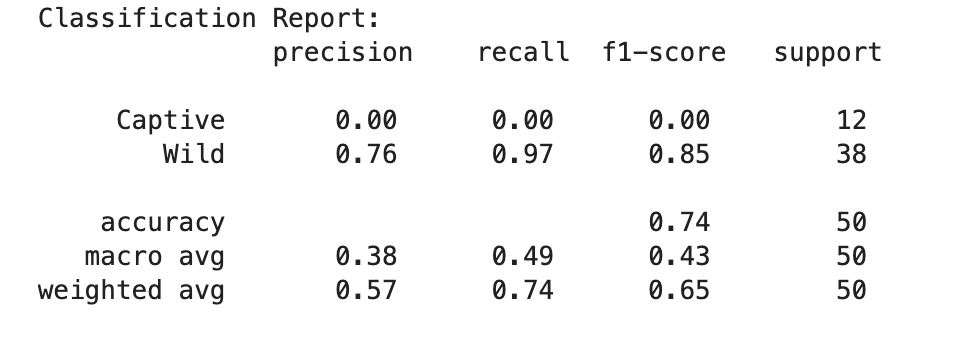 Classification Report:
precision recall f1-score support
Captive 0.00 0.00 0.00 12
Wild 0.76 0.97 0.85 38
accuracy 0.74 50
macro avg 0.38 0.49 0.43 50
weighted avg 0.57 0.74 0.65 50